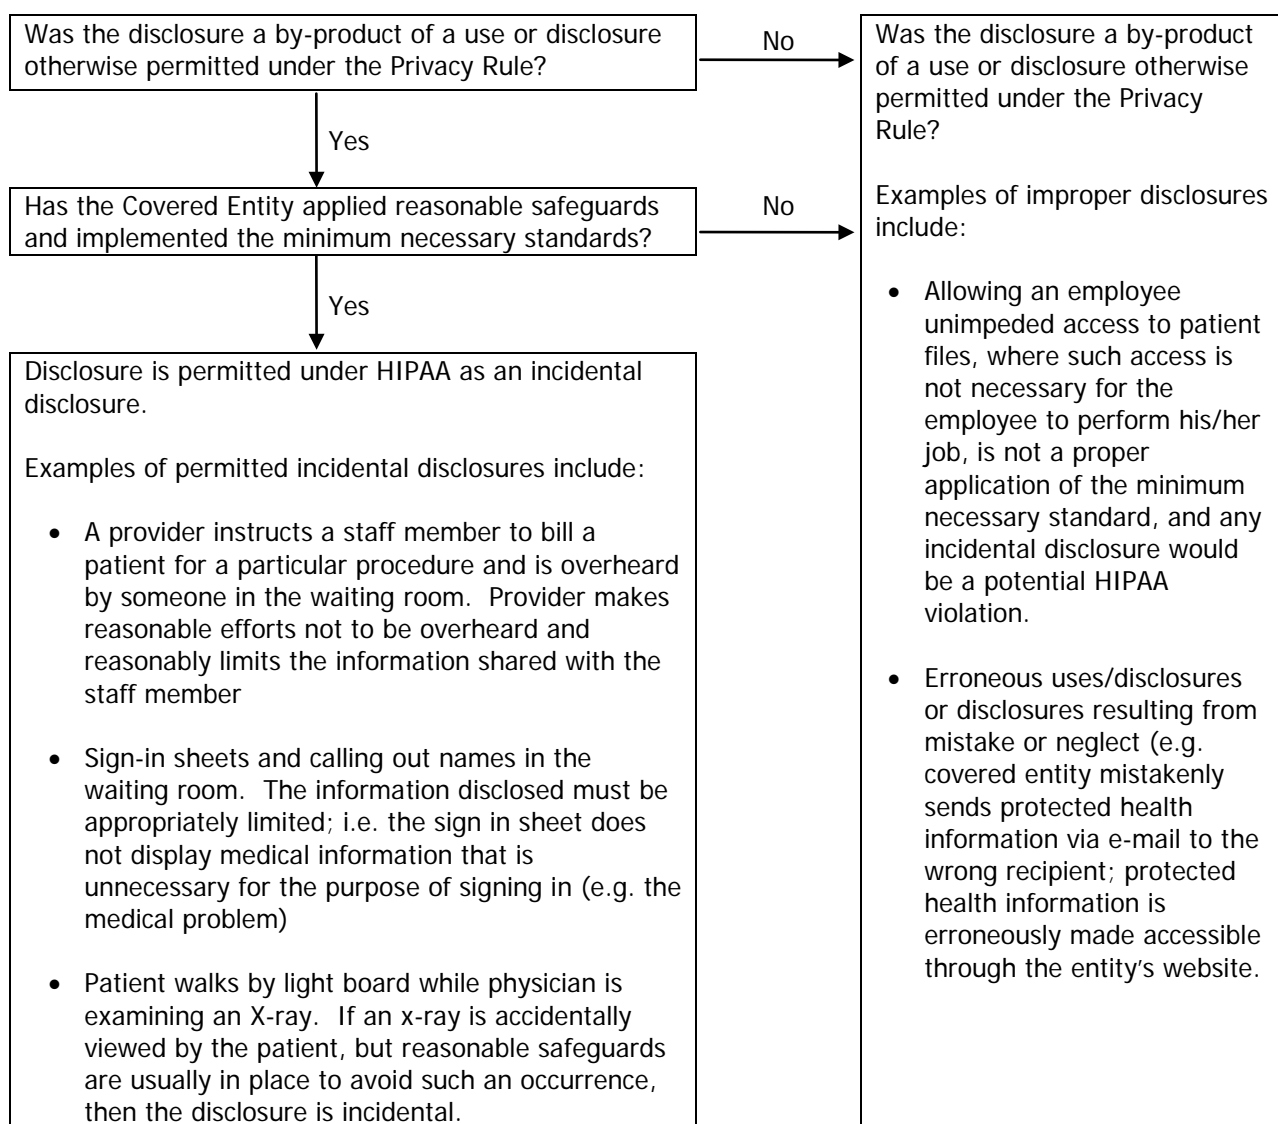 Was the disclosure a by-product of a use or disclosure
otherwise permitted under the Privacy Rule?
No
Yes
Has the Covered Entity applied reasonable safeguards
and implemented the minimum necessary standards?
No
Yes
Disclosure is permitted under HIPAA as an incidental
disclosure.
Examples of permitted incidental disclosures include:
• A provider instructs a staff member to bill a
patient for a particular procedure and is overheard
by someone in the waiting room.  Provider makes
reasonable efforts not to be overheard and
reasonably limits the information shared with the
staff member
• Sign-in sheets and calling out names in the
waiting room.  The information disclosed must be
appropriately limited; i.e. the sign in sheet does
not display medical information that is
unnecessary for the purpose of signing in (e.g. the
medical problem)
• Patient walks by light board while physician is
examining an X-ray.  If an x-ray is accidentally
viewed by the patient, but reasonable safeguards
are usually in place to avoid such an occurrence,
then the disclosure is incidental.
Was the disclosure a by-product
of a use or disclosure otherwise
permitted under the Privacy
Rule?
Examples of improper disclosures
include:
• Allowing an employee
unimpeded access to patient
files, where such access is
not necessary for the
employee to perform his/her
job, is not a proper
application of the minimum
necessary standard, and any
incidental disclosure would
be a potential HIPAA
violation.
• Erroneous uses/disclosures
or disclosures resulting from
mistake or neglect (e.g.
covered entity mistakenly
sends protected health
information via e-mail to the
wrong recipient; protected
health information is
erroneously made accessible
through the entity's website.